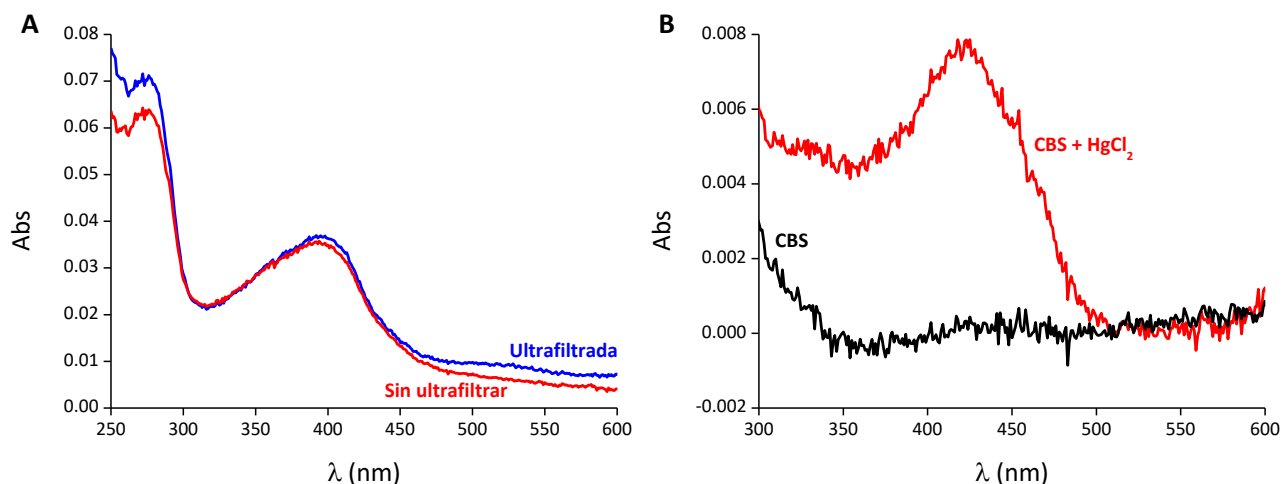 A
0.08
0.07
0.06
0.05
0.04
0.03
0.02
0.01
0.00
Abs
Ultrafiltrada
Sin ultrafiltrar
250 300 350 400 450 500 550 600
λ (nm)
B
0.008
0.006
0.004
0.002
0.000
-0.002
Abs
CBS + HgCl₂
CBS
300 350 400 450 500 550 600
λ (nm)